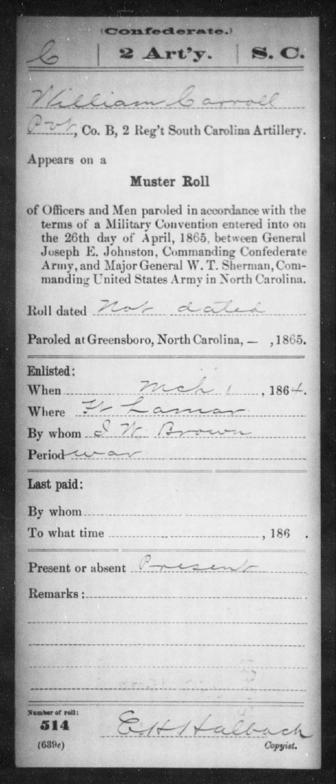 (Confederate.)
C | 2 Art'y. | S. C.
William Carroll
Pvt, Co. B, 2 Reg't South Carolina Artillery.
Appears on a
Muster Roll
of Officers and Men paroled in accordance with the
terms of a Military Convention entered into on
the 26th day of April, 1865, between General
Joseph E. Johnston, Commanding Confederate
Army, and Major General W. T. Sherman, Com-
manding United States Army in North Carolina.
Roll dated Not dated
Paroled at Greensboro, North Carolina, — , 1865.
Enlisted:
When Mch 1 , 1864.
Where Ft Lamar
By whom J W Brown
Period war
Last paid:
By whom
To what time , 186 .
Present or absent Present
Remarks:
Number of roll:
514
E H Halbach
(639e) Copyist.